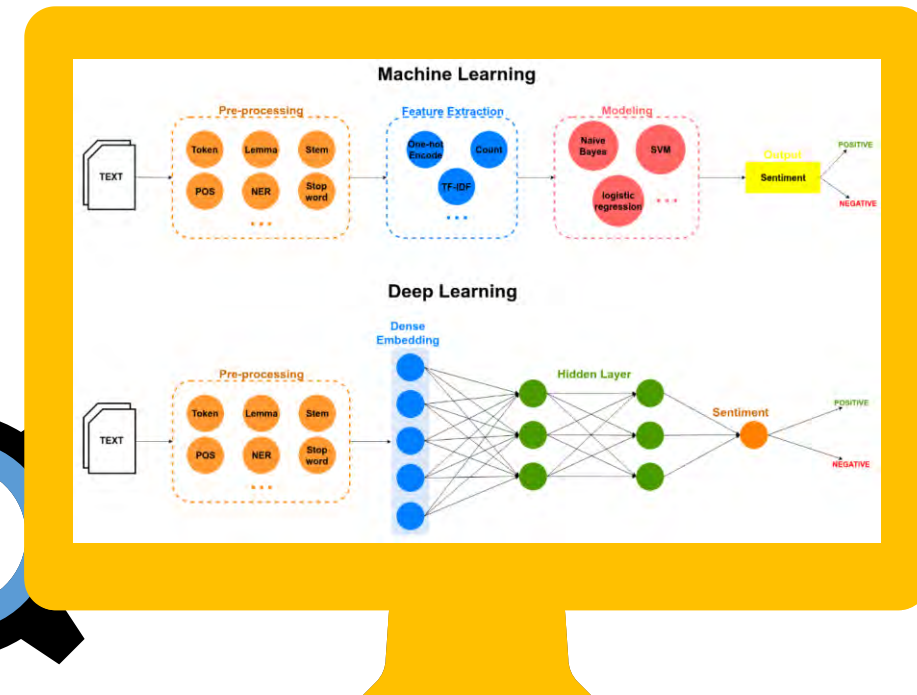 Machine Learning
Pre-processing
Feature Extraction
Modeling
TEXT
Token
Lemma
Stem
POS
NER
Stop
word
...
One-hot
Encode
Count
TF-IDF
...
Naive
Bayes
SVM
logistic
regression
...
Output
Sentiment
POSITIVE
NEGATIVE
Deep Learning
Pre-processing
Dense
Embedding
Hidden Layer
Sentiment
TEXT
Token
Lemma
Stem
POS
NER
Stop
word
...
POSITIVE
NEGATIVE